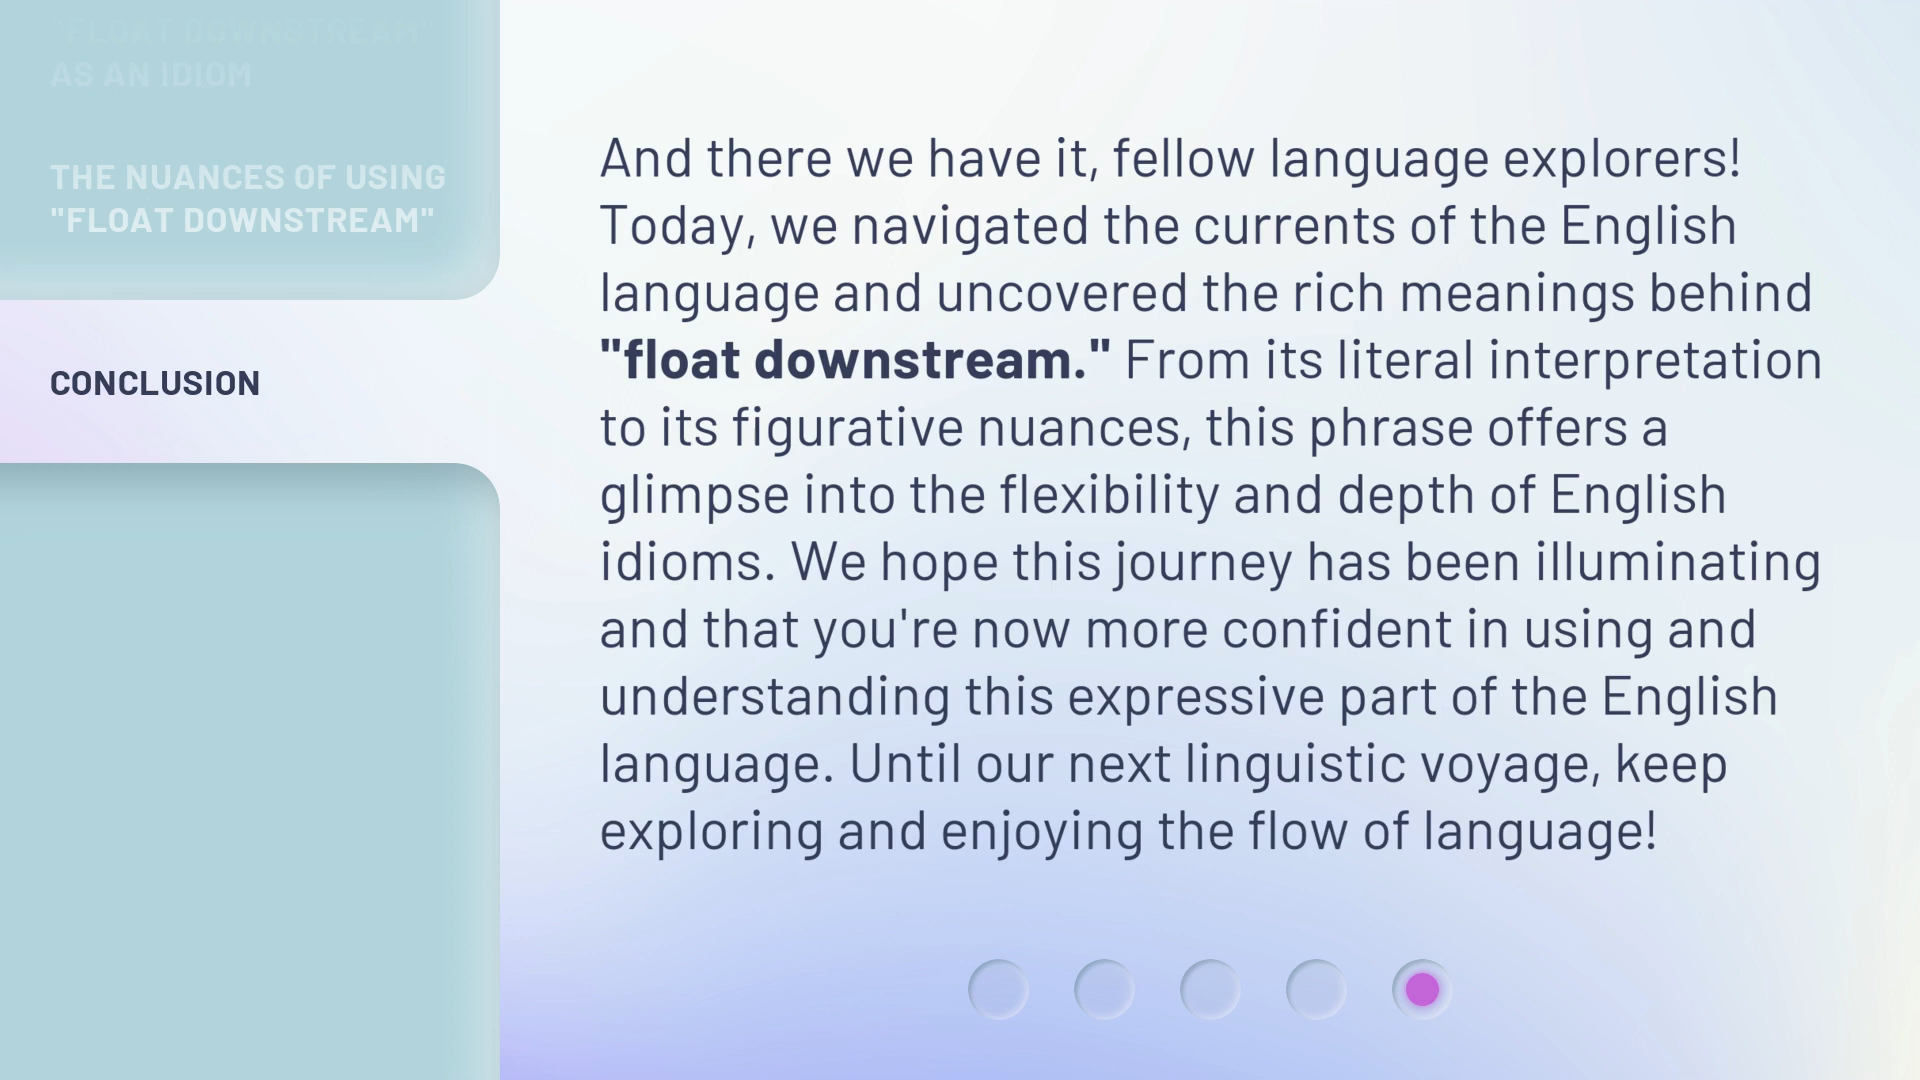 "FLOAT DOWNSTREAM"
AS AN IDIOM
THE NUANCES OF USING
"FLOAT DOWNSTREAM"
CONCLUSION
And there we have it, fellow language explorers!
Today, we navigated the currents of the English
language and uncovered the rich meanings behind
"float downstream." From its literal interpretation
to its figurative nuances, this phrase offers a
glimpse into the flexibility and depth of English
idioms. We hope this journey has been illuminating
and that you're now more confident in using and
understanding this expressive part of the English
language. Until our next linguistic voyage, keep
exploring and enjoying the flow of language!